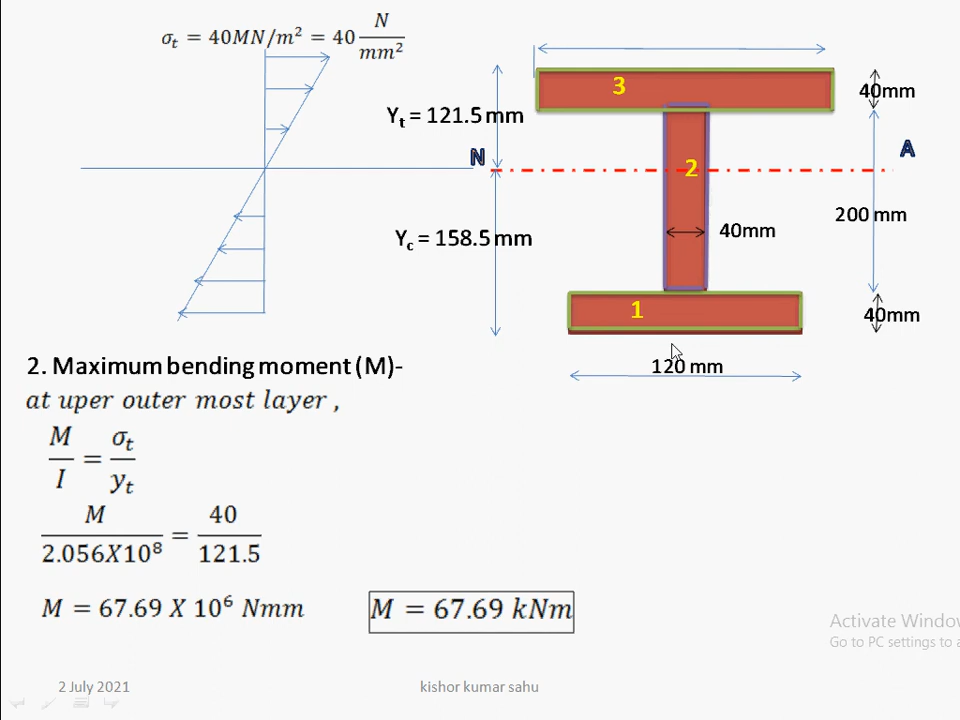 σt = 40MN/m² = 40 N/mm²
3
40mm
Yt = 121.5 mm
N
A
2
200 mm
40mm
Yc = 158.5 mm
1
40mm
120 mm
2. Maximum bending moment (M)-
at uper outer most layer ,
M/I = σt/yt
M/2.056X10⁸ = 40/121.5
M = 67.69 X 10⁶ Nmm
M = 67.69 kNm
Activate Window
Go to PC settings to a
2 July 2021
kishor kumar sahu